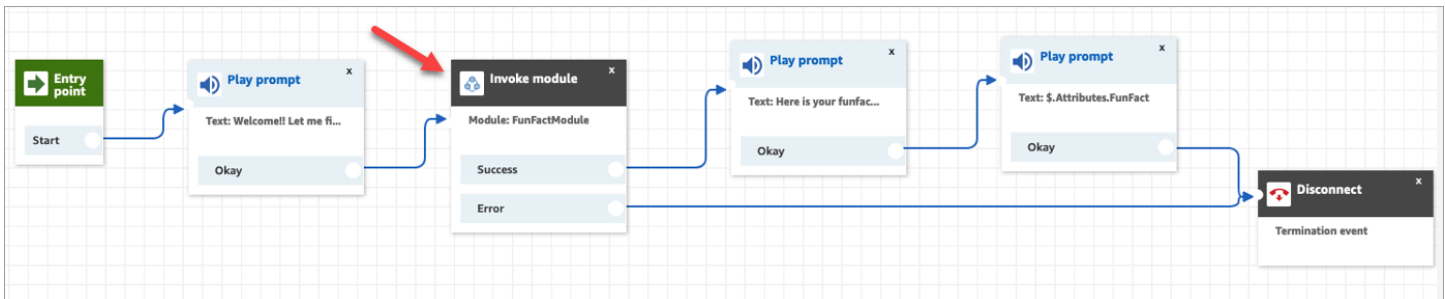 Entry
point
Start
Play prompt
x
Text: Welcome!! Let me fi...
Okay
Invoke module
x
Module: FunFactModule
Success
Error
Play prompt
x
Text: Here is your funfac...
Okay
Play prompt
x
Text: $.Attributes.FunFact
Okay
Disconnect
x
Termination event